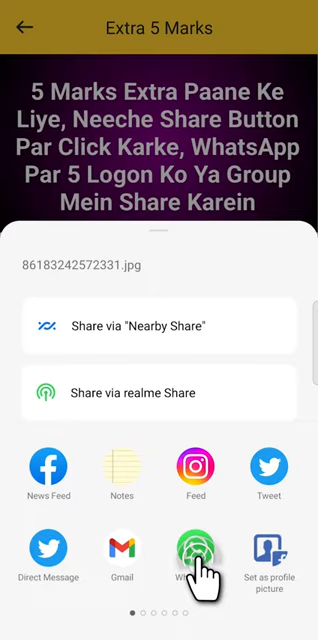 Extra 5 Marks
5 Marks Extra Paane Ke
Liye, Neeche Share Button
Par Click Karke, WhatsApp
Par 5 Logon Ko Ya Group
Mein Share Karein
86183242572331.jpg
Share via "Nearby Share"
Share via realme Share
News Feed
Notes
Feed
Tweet
Direct Message
Gmail
Set as profile
picture